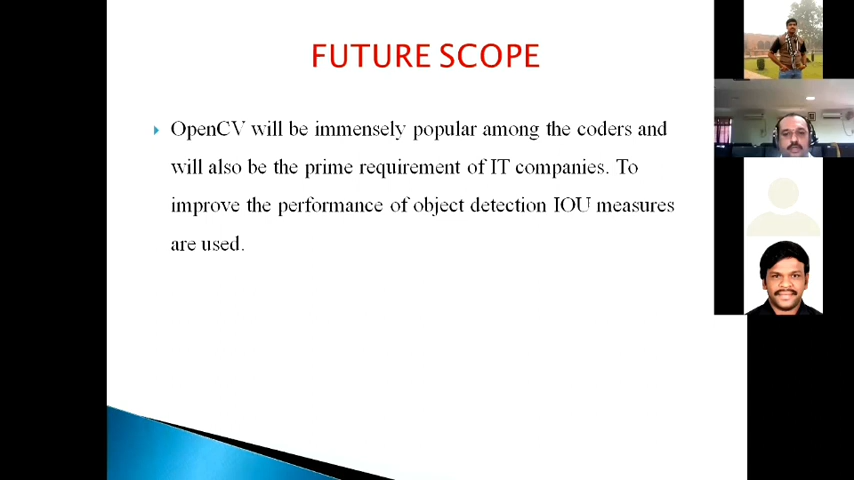 FUTURE SCOPE
OpenCV will be immensely popular among the coders and
will also be the prime requirement of IT companies. To
improve the performance of object detection IOU measures
are used.